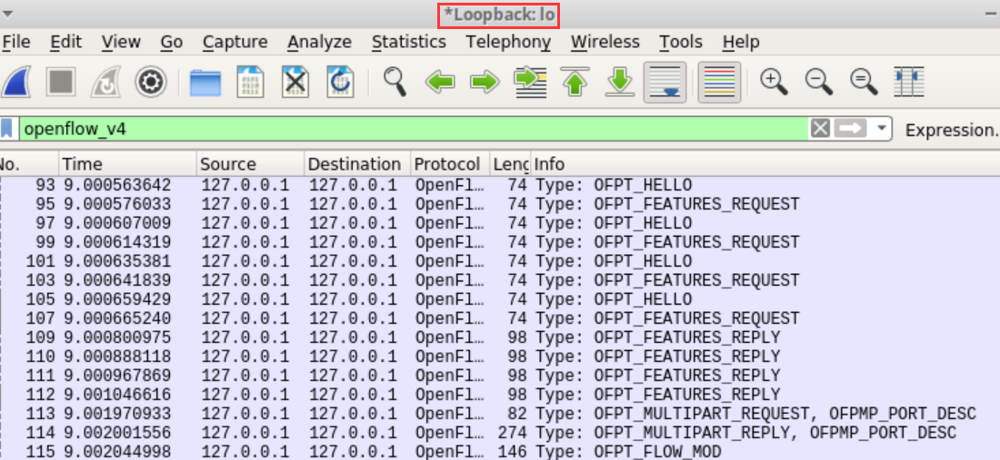 *Loopback: lo
File Edit View Go Capture Analyze Statistics Telephony Wireless Tools Help
openflow_v4 Expression.
No. Time Source Destination Protocol Leng Info
93 9.000563642 127.0.0.1 127.0.0.1 OpenFl… 74 Type: OFPT_HELLO
95 9.000576033 127.0.0.1 127.0.0.1 OpenFl… 74 Type: OFPT_FEATURES_REQUEST
97 9.000607009 127.0.0.1 127.0.0.1 OpenFl… 74 Type: OFPT_HELLO
99 9.000614319 127.0.0.1 127.0.0.1 OpenFl… 74 Type: OFPT_FEATURES_REQUEST
101 9.000635381 127.0.0.1 127.0.0.1 OpenFl… 74 Type: OFPT_HELLO
103 9.000641839 127.0.0.1 127.0.0.1 OpenFl… 74 Type: OFPT_FEATURES_REQUEST
105 9.000659429 127.0.0.1 127.0.0.1 OpenFl… 74 Type: OFPT_HELLO
107 9.000665240 127.0.0.1 127.0.0.1 OpenFl… 74 Type: OFPT_FEATURES_REQUEST
109 9.000800975 127.0.0.1 127.0.0.1 OpenFl… 98 Type: OFPT_FEATURES_REPLY
110 9.000888118 127.0.0.1 127.0.0.1 OpenFl… 98 Type: OFPT_FEATURES_REPLY
111 9.000967869 127.0.0.1 127.0.0.1 OpenFl… 98 Type: OFPT_FEATURES_REPLY
112 9.001046616 127.0.0.1 127.0.0.1 OpenFl… 98 Type: OFPT_FEATURES_REPLY
113 9.001970933 127.0.0.1 127.0.0.1 OpenFl… 82 Type: OFPT_MULTIPART_REQUEST, OFPMP_PORT_DESC
114 9.002001556 127.0.0.1 127.0.0.1 OpenFl… 274 Type: OFPT_MULTIPART_REPLY, OFPMP_PORT_DESC
115 9.002044998 127.0.0.1 127.0.0.1 OpenFl… 146 Type: OFPT_FLOW_MOD